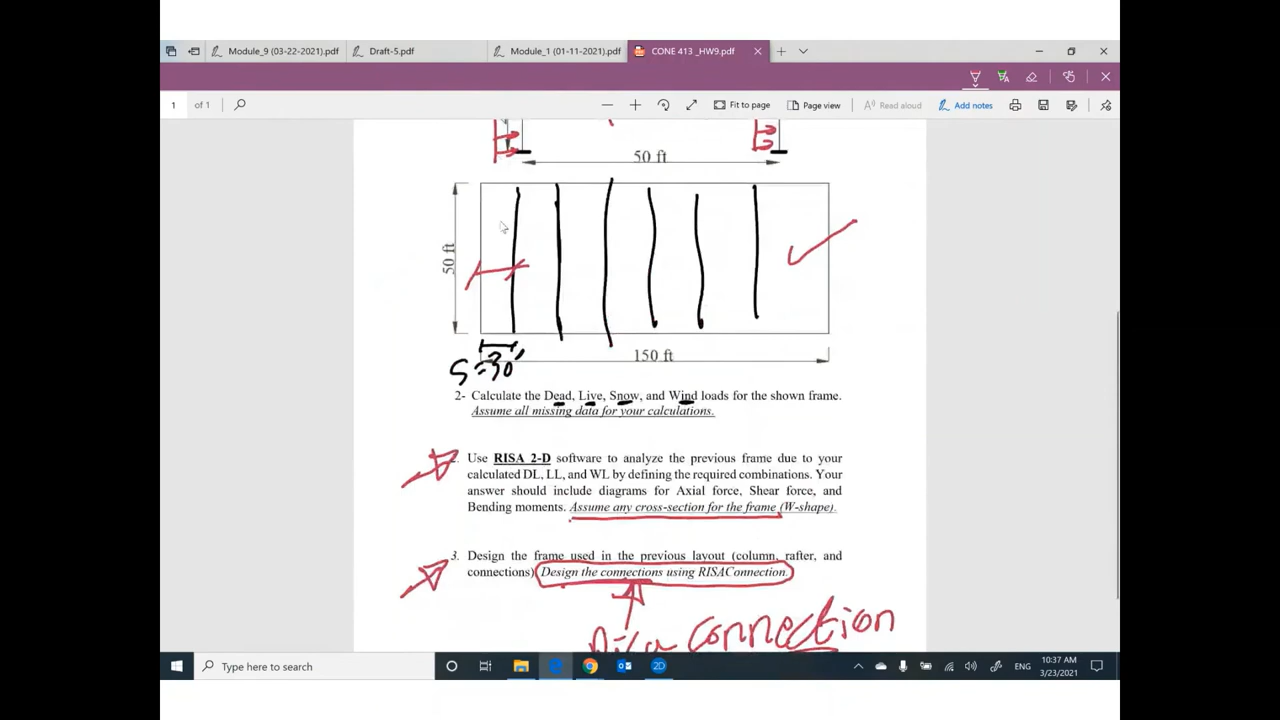 Module_9 (03-22-2021).pdf
Draft-5.pdf
Module_1 (01-11-2021).pdf
CONE 413 _HW9.pdf
1 of 1
Fit to page
Page view
Read aloud
Add notes
50 ft
50 ft
S=30'
150 ft
2- Calculate the Dead, Live, Snow, and Wind loads for the shown frame.
Assume all missing data for your calculations.
2. Use RISA 2-D software to analyze the previous frame due to your
calculated DL, LL, and WL by defining the required combinations. Your
answer should include diagrams for Axial force, Shear force, and
Bending moments. Assume any cross-section for the frame (W-shape).
3. Design the frame used in the previous layout (column, rafter, and
connections) Design the connections using RISAConnection.
connection
Type here to search
2D
ENG
10:37 AM
3/23/2021